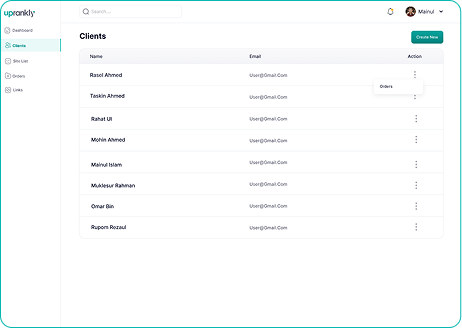 uprankly
Search...
Mainul
Dashboard
Clients
Site List
Orders
Links
Clients
Create New
Name Email Action
Rasel Ahmed User@Gmail.Com
Orders
Taskin Ahmed User@Gmail.Com
Rahat Ul User@Gmail.Com
Mohin Ahmed User@Gmail.Com
Mainul Islam User@Gmail.Com
Muklesur Rahman User@Gmail.Com
Omar Bin User@Gmail.Com
Ruporn Rozaul User@Gmail.Com